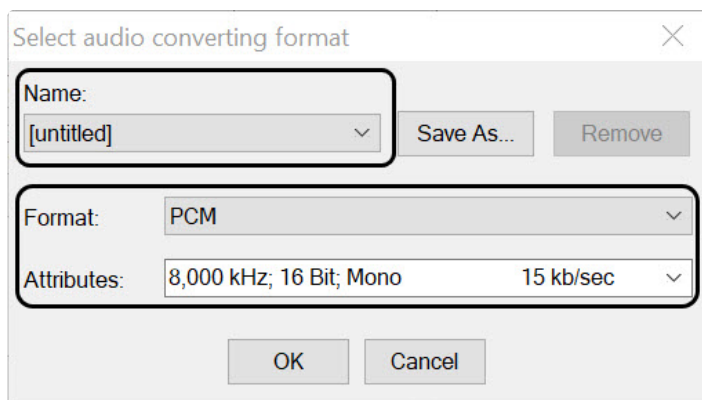 Select audio converting format
Name:
[untitled]
Save As...
Remove
Format:
PCM
Attributes:
8,000 kHz; 16 Bit; Mono 15 kb/sec
OK
Cancel